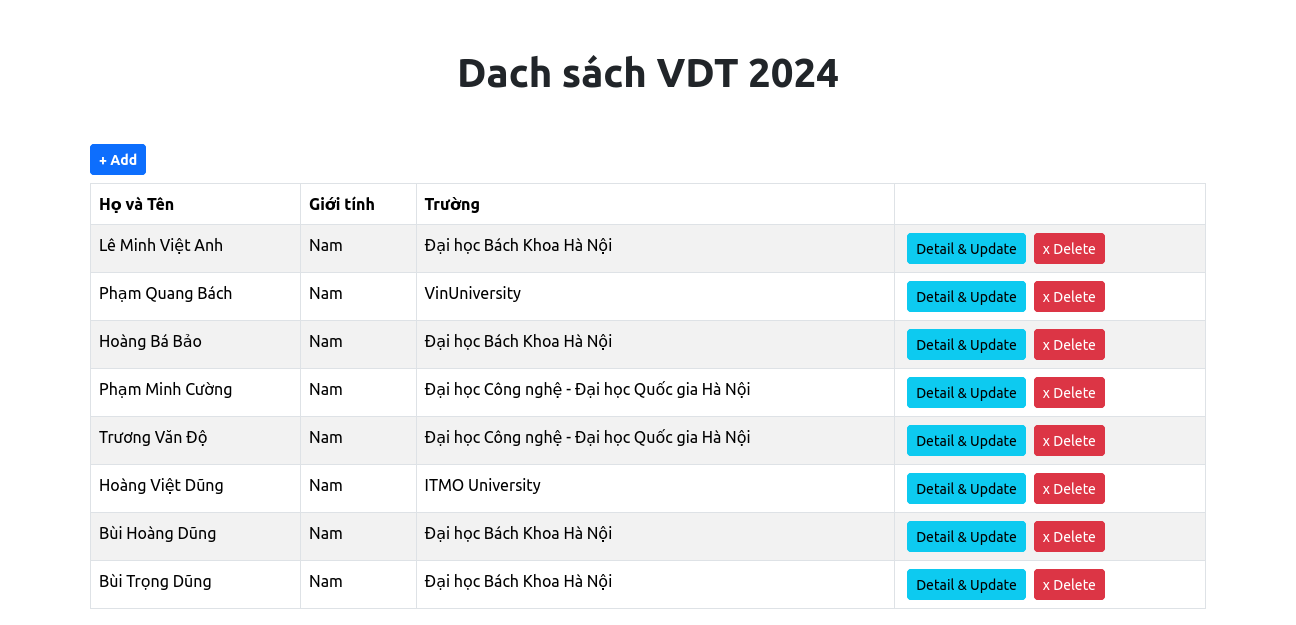 Dach sách VDT 2024
+ Add
Họ và Tên Giới tính Trường
Lê Minh Việt Anh Nam Đại học Bách Khoa Hà Nội Detail & Update x Delete
Phạm Quang Bách Nam VinUniversity Detail & Update x Delete
Hoàng Bá Bảo Nam Đại học Bách Khoa Hà Nội Detail & Update x Delete
Phạm Minh Cường Nam Đại học Công nghệ - Đại học Quốc gia Hà Nội Detail & Update x Delete
Trương Văn Độ Nam Đại học Công nghệ - Đại học Quốc gia Hà Nội Detail & Update x Delete
Hoàng Việt Dũng Nam ITMO University Detail & Update x Delete
Bùi Hoàng Dũng Nam Đại học Bách Khoa Hà Nội Detail & Update x Delete
Bùi Trọng Dũng Nam Đại học Bách Khoa Hà Nội Detail & Update x Delete